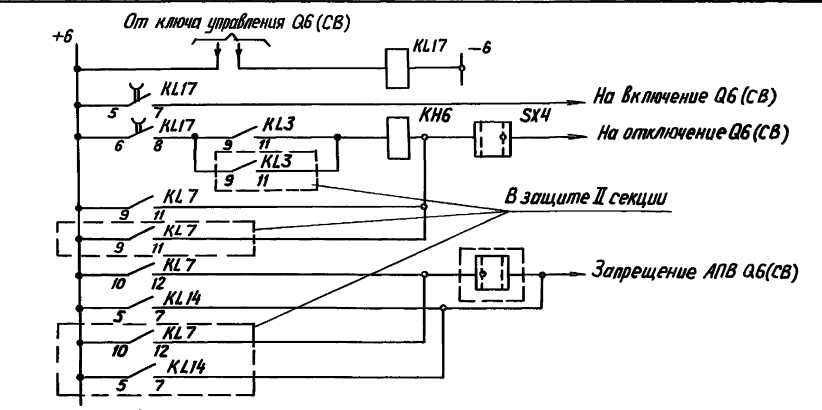 От ключа управления Q6(СВ)
+б
KL17
−б
KL17
5 7
На включение Q6(СВ)
KL17
6 8
KL3
9 11
KH6
SX4
На отключение Q6(СВ)
KL3
9 11
В защите II секции
KL7
9 11
KL7
9 11
KL7
10 12
Запрещение АПВ Q6(СВ)
KL14
5 7
KL7
10 12
KL14
5 7